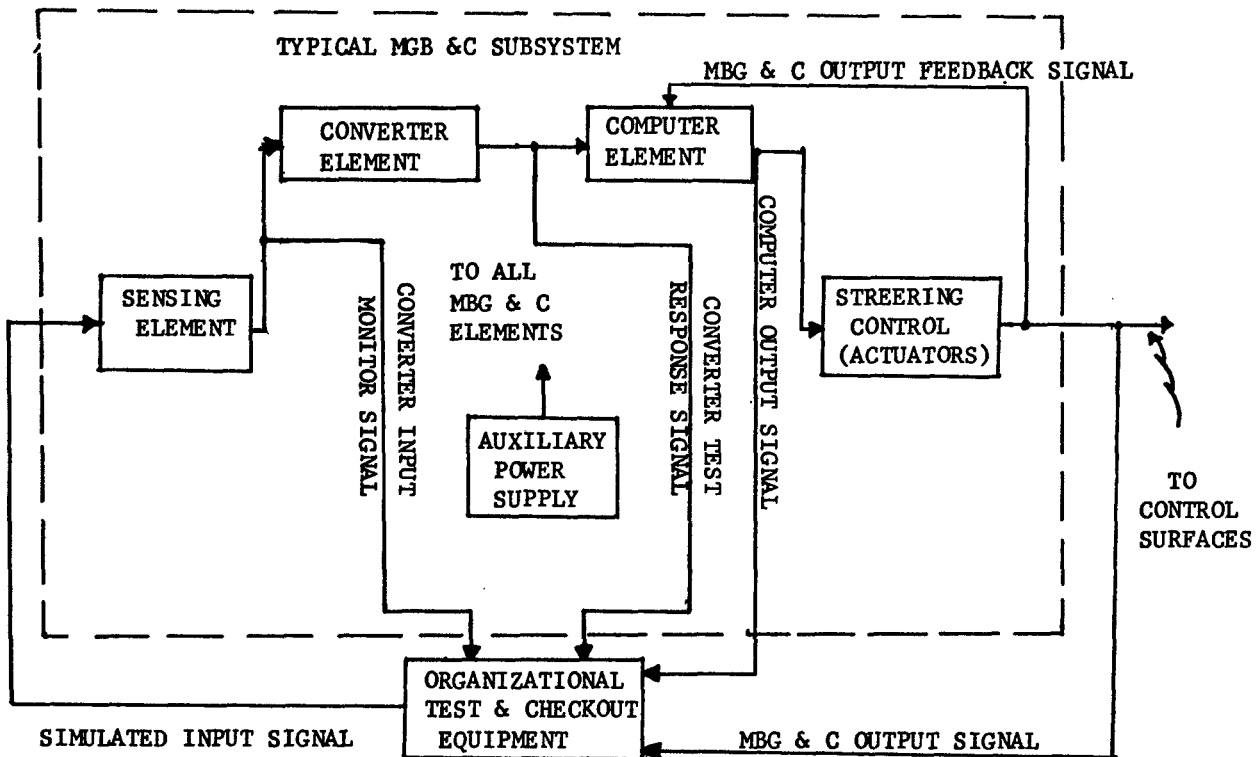 TYPICAL MGB &C SUBSYSTEM
MBG & C OUTPUT FEEDBACK SIGNAL
CONVERTER
ELEMENT
COMPUTER
ELEMENT
SENSING
ELEMENT
CONVERTER INPUT
MONITOR SIGNAL
TO ALL
MBG & C
ELEMENTS
AUXILIARY
POWER
SUPPLY
CONVERTER TEST
RESPONSE SIGNAL
COMPUTER OUTPUT SIGNAL
STREERING
CONTROL
(ACTUATORS)
TO
CONTROL
SURFACES
ORGANIZATIONAL
TEST & CHECKOUT
EQUIPMENT
SIMULATED INPUT SIGNAL
MBG & C OUTPUT SIGNAL